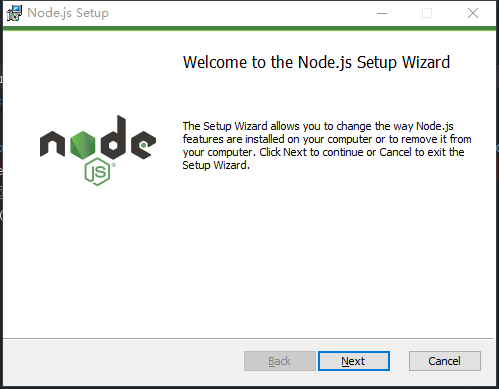 Node.js Setup
Welcome to the Node.js Setup Wizard
node
JS
The Setup Wizard allows you to change the way Node.js
features are installed on your computer or to remove it from
your computer. Click Next to continue or Cancel to exit the
Setup Wizard.
Back
Next
Cancel